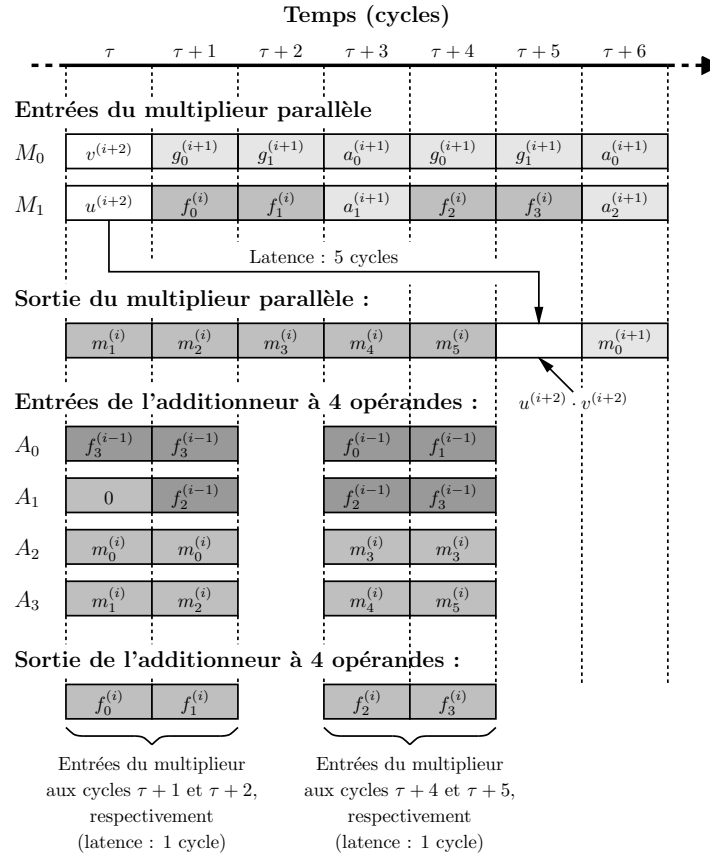 Temps (cycles)
τ τ + 1 τ + 2 τ + 3 τ + 4 τ + 5 τ + 6
Entrées du multiplieur parallèle
M₀ v⁽ⁱ⁺²⁾ g₀⁽ⁱ⁺¹⁾ g₁⁽ⁱ⁺¹⁾ a₀⁽ⁱ⁺¹⁾ g₀⁽ⁱ⁺¹⁾ g₁⁽ⁱ⁺¹⁾ a₀⁽ⁱ⁺¹⁾
M₁ u⁽ⁱ⁺²⁾ f₀⁽ⁱ⁾ f₁⁽ⁱ⁾ a₁⁽ⁱ⁺¹⁾ f₂⁽ⁱ⁾ f₃⁽ⁱ⁾ a₂⁽ⁱ⁺¹⁾
Latence : 5 cycles
Sortie du multiplieur parallèle :
m₁⁽ⁱ⁾ m₂⁽ⁱ⁾ m₃⁽ⁱ⁾ m₄⁽ⁱ⁾ m₅⁽ⁱ⁾ m₀⁽ⁱ⁺¹⁾
Entrées de l'additionneur à 4 opérandes :
u⁽ⁱ⁺²⁾ · v⁽ⁱ⁺²⁾
A₀ f₃⁽ⁱ⁻¹⁾ f₃⁽ⁱ⁻¹⁾ f₀⁽ⁱ⁻¹⁾ f₁⁽ⁱ⁻¹⁾
A₁ 0 f₂⁽ⁱ⁻¹⁾ f₂⁽ⁱ⁻¹⁾ f₃⁽ⁱ⁻¹⁾
A₂ m₀⁽ⁱ⁾ m₀⁽ⁱ⁾ m₃⁽ⁱ⁾ m₃⁽ⁱ⁾
A₃ m₁⁽ⁱ⁾ m₂⁽ⁱ⁾ m₄⁽ⁱ⁾ m₅⁽ⁱ⁾
Sortie de l'additionneur à 4 opérandes :
f₀⁽ⁱ⁾ f₁⁽ⁱ⁾ f₂⁽ⁱ⁾ f₃⁽ⁱ⁾
Entrées du multiplieur
aux cycles τ + 1 et τ + 2,
respectivement
(latence : 1 cycle)
Entrées du multiplieur
aux cycles τ + 4 et τ + 5,
respectivement
(latence : 1 cycle)